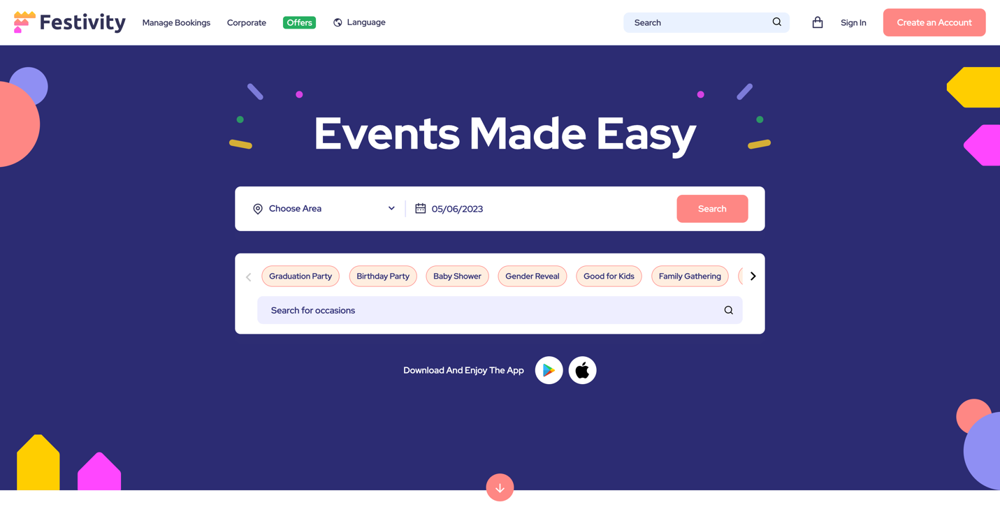 Festivity
Manage Bookings
Corporate
Offers
Language
Search
Sign In
Create an Account
Events Made Easy
Choose Area
05/06/2023
Search
Graduation Party
Birthday Party
Baby Shower
Gender Reveal
Good for Kids
Family Gathering
Search for occasions
Download And Enjoy The App